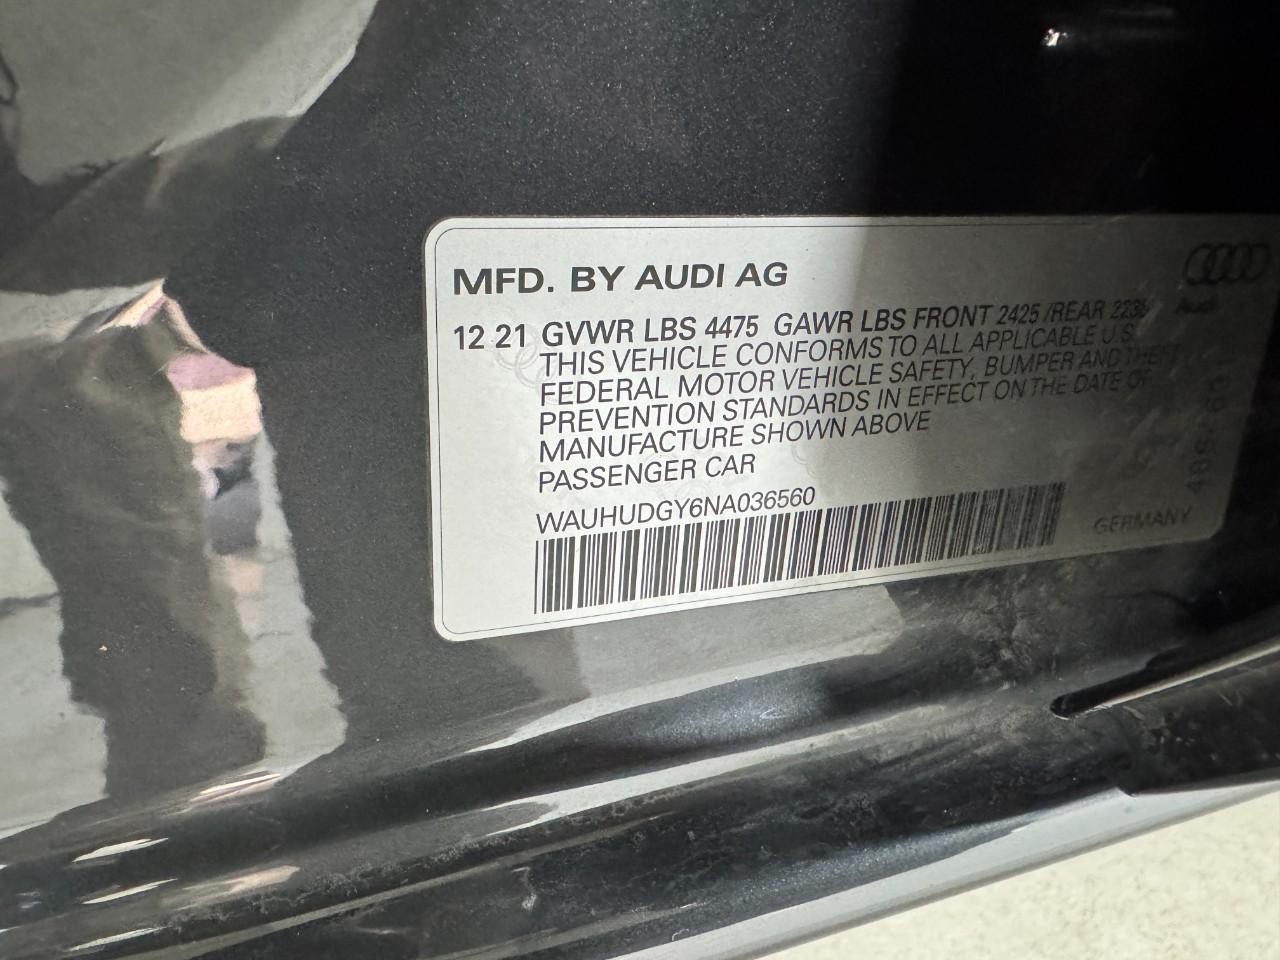 MFD. BY AUDI AG
Audi
12 21 GVWR LBS 4475 GAWR LBS FRONT 2425 /REAR
THIS VEHICLE CONFORMS TO ALL APPLICABLE U.S.
FEDERAL MOTOR VEHICLE SAFETY, BUMPER AND THEFT
PREVENTION STANDARDS IN EFFECT ON THE DATE OF
MANUFACTURE SHOWN ABOVE
PASSENGER CAR
WAUHUDGY6NA036560
GERMANY